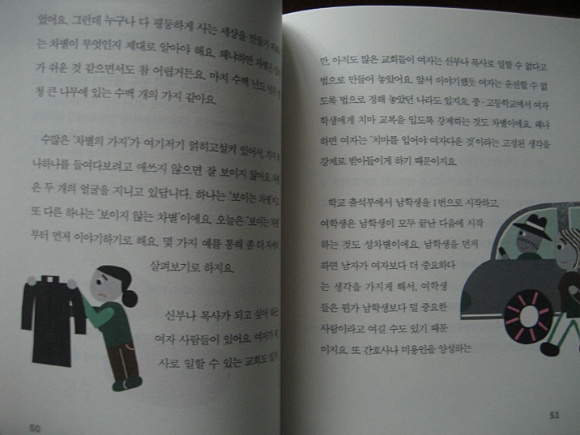 었어요. 그런데 누구나 다 평등하게 사는 세상을 만들기
는 차별이 무엇인지 제대로 알아야 해요. 왜냐하면 차별은
가 쉬운 것 같으면서도 참 어렵거든요. 마치 수백 년도
청 큰 나무에 있는 수백 개의 가지 같아요.
수많은 '차별의 가지'가 여기저기 얽히고설켜 있어서,
나하나를 들여다보려고 애쓰지 않으면 잘 보이지 않아요.
은 두 개의 얼굴을 지니고 있답니다. 하나는 '보이는 차별'
또 다른 하나는 '보이지 않는 차별'이에요. 오늘은 '보이는
부터 먼저 이야기하기로 해요. 몇 가지 예를 통해 좀 더
살펴보기로 하지요.
신부나 목사가 되고 싶어 하는
여자 사람들이 있어요. 여자가
사로 일할 수 있는 교회도 있
50
만, 아직도 많은 교회들이 여자는 신부나 목사로 일할 수 없다고
법으로 만들어 놓았어요. 앞서 이야기했듯 여자는 운전할 수 없
도록 법으로 정해 놓았던 나라도 있지요. 중·고등학교에서 여자
학생에게 치마 교복을 입도록 강제하는 것도 차별이에요. 왜냐
하면 여자는 '치마를 입어야 여자다운 것'이라는 고정된 생각을
강제로 받아들이게 하기 때문이지요.
학교 출석부에서 남학생을 1번으로 시작하고,
여학생은 남학생이 모두 끝난 다음에 시작
하는 것도 성차별이에요. 남학생을 먼저
하면 남자가 여자보다 더 중요하다
는 생각을 가지게 해서, 여학생
들은 뭔가 남학생보다 덜 중요한
사람이라고 여길 수도 있기 때문
이지요. 또 간호사나 미용인을 양성하는
51